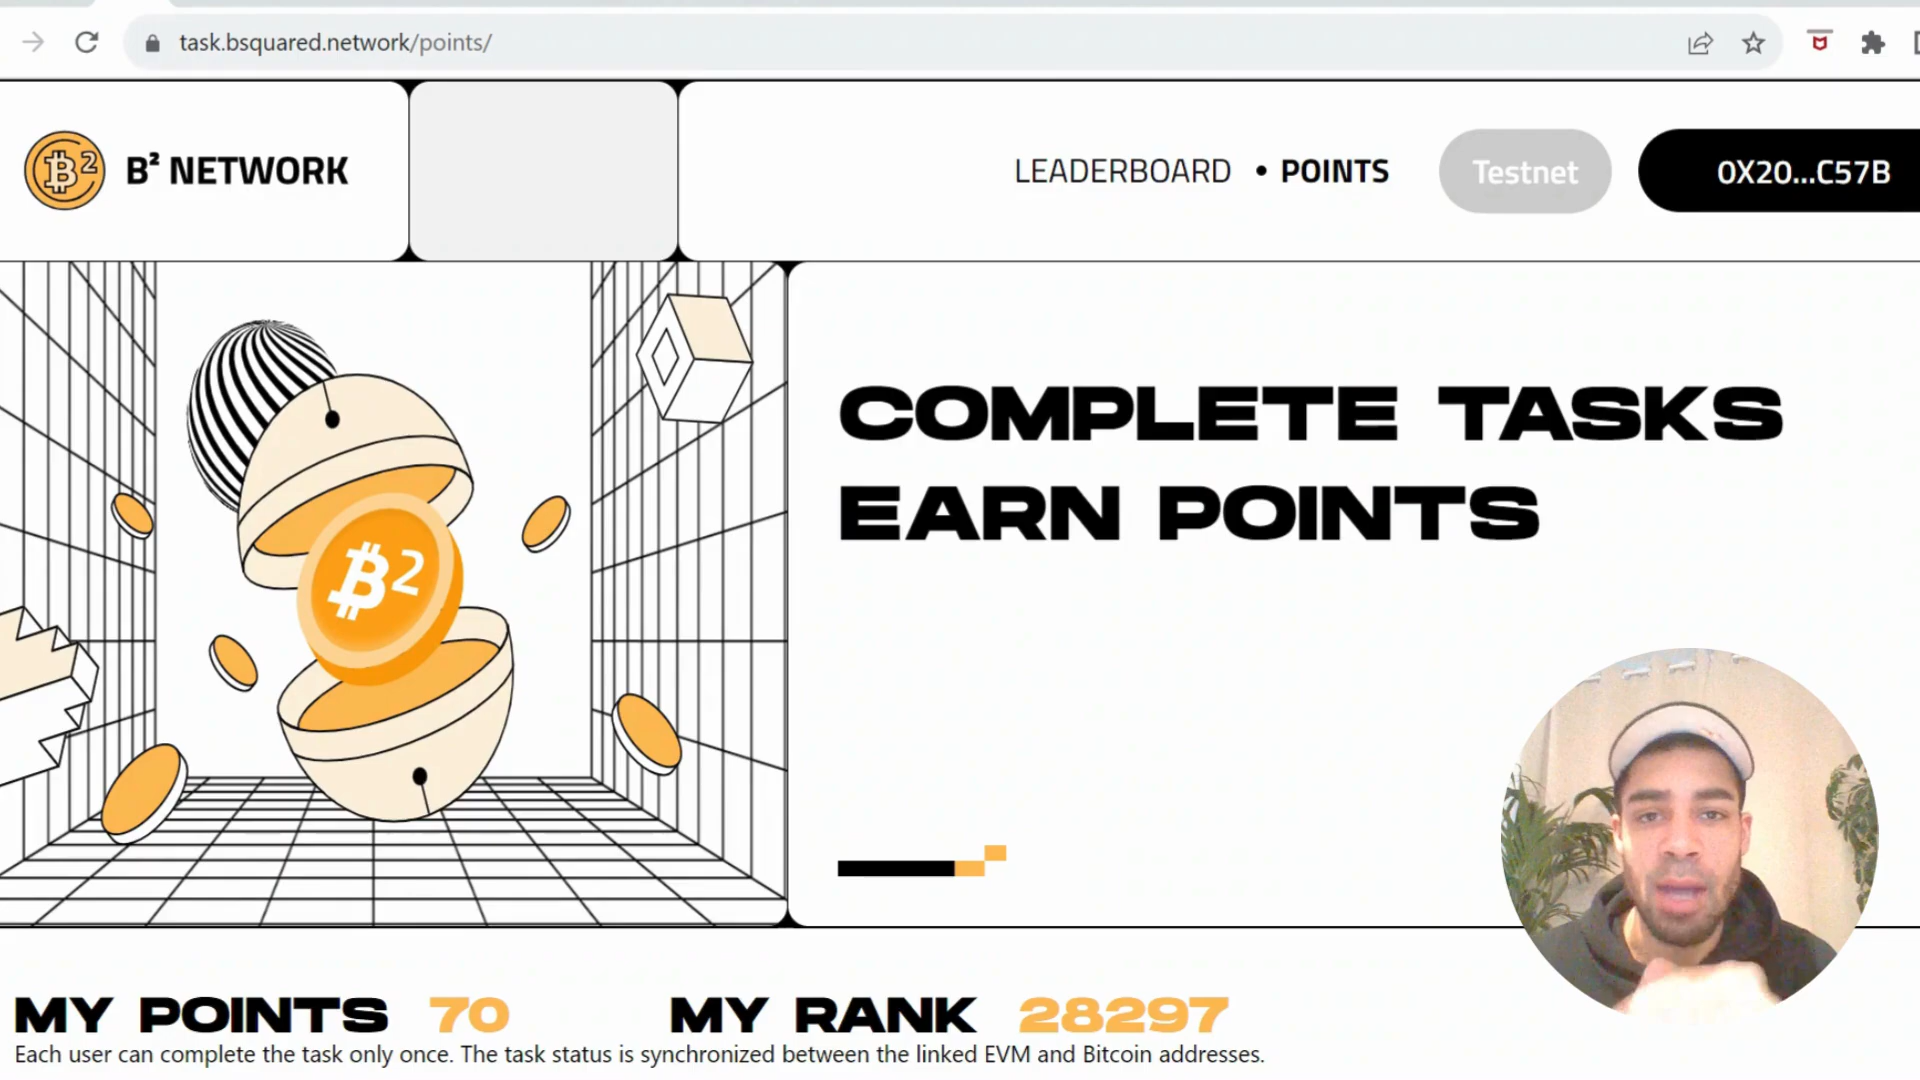 task.bsquared.network/points/
B² NETWORK
LEADERBOARD • POINTS
Testnet
0X20...C57B
COMPLETE TASKS
EARN POINTS
MY POINTS 70
MY RANK 28297
Each user can complete the task only once. The task status is synchronized between the linked EVM and Bitcoin addresses.